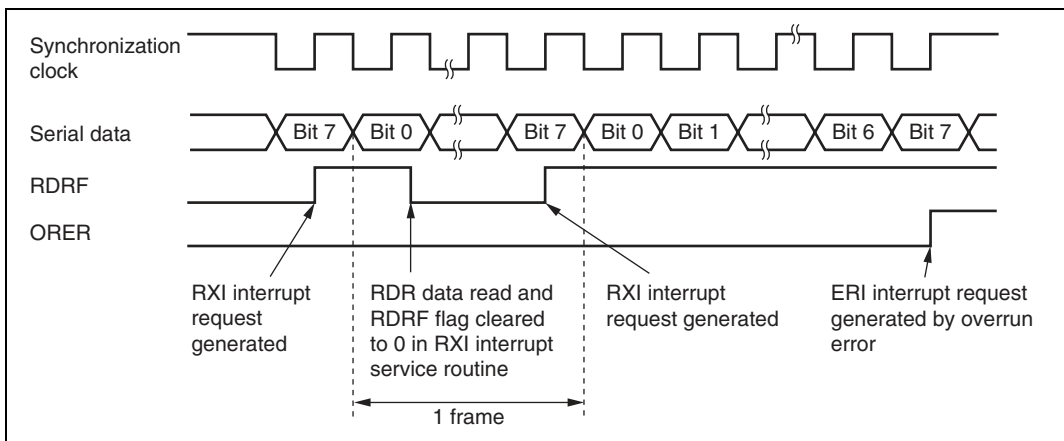 Synchronization
clock
Serial data
Bit 7
Bit 0
Bit 7
Bit 0
Bit 1
Bit 6
Bit 7
RDRF
ORER
RXI interrupt
request
generated
RDR data read and
RDRF flag cleared
to 0 in RXI interrupt
service routine
RXI interrupt
request generated
ERI interrupt request
generated by overrun
error
1 frame